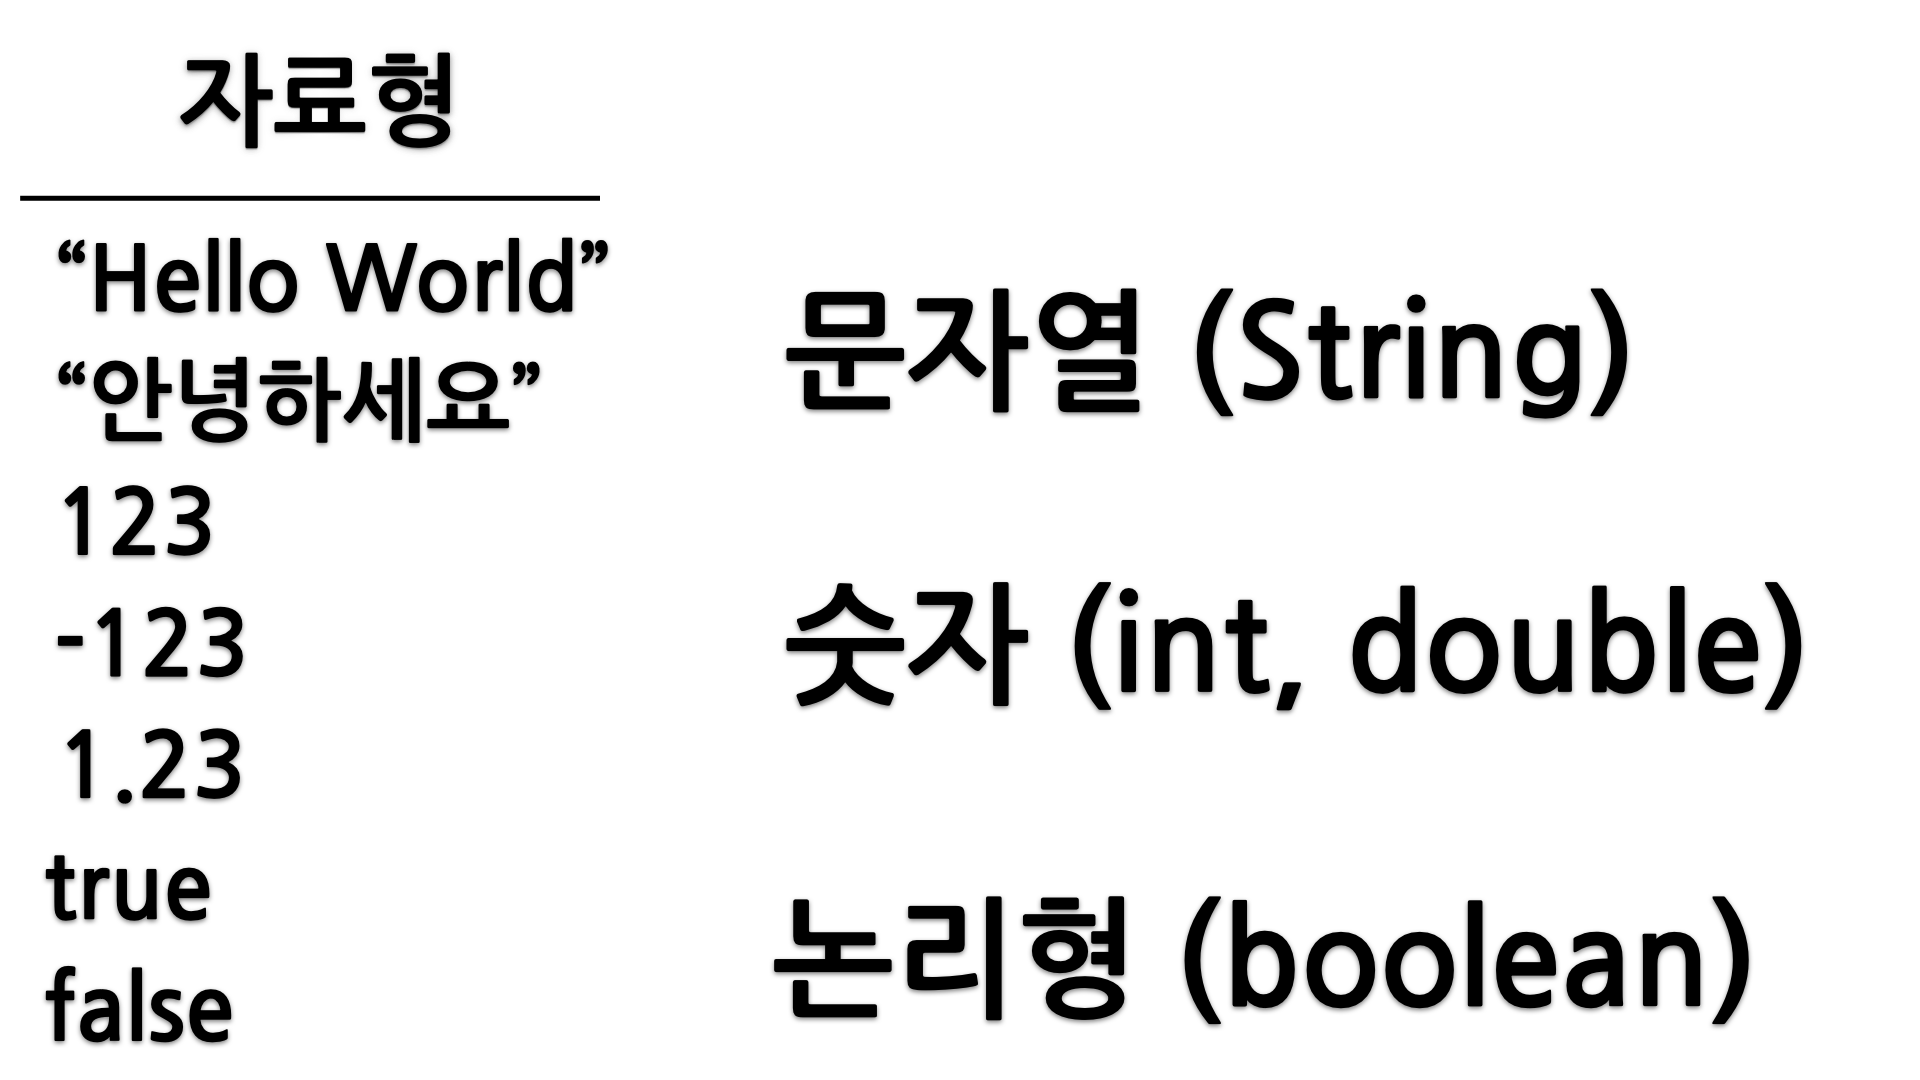 자료형
“Hello World”
“안녕하세요”
문자열 (String)
123
-123
1.23
숫자 (int, double)
true
false
논리형 (boolean)